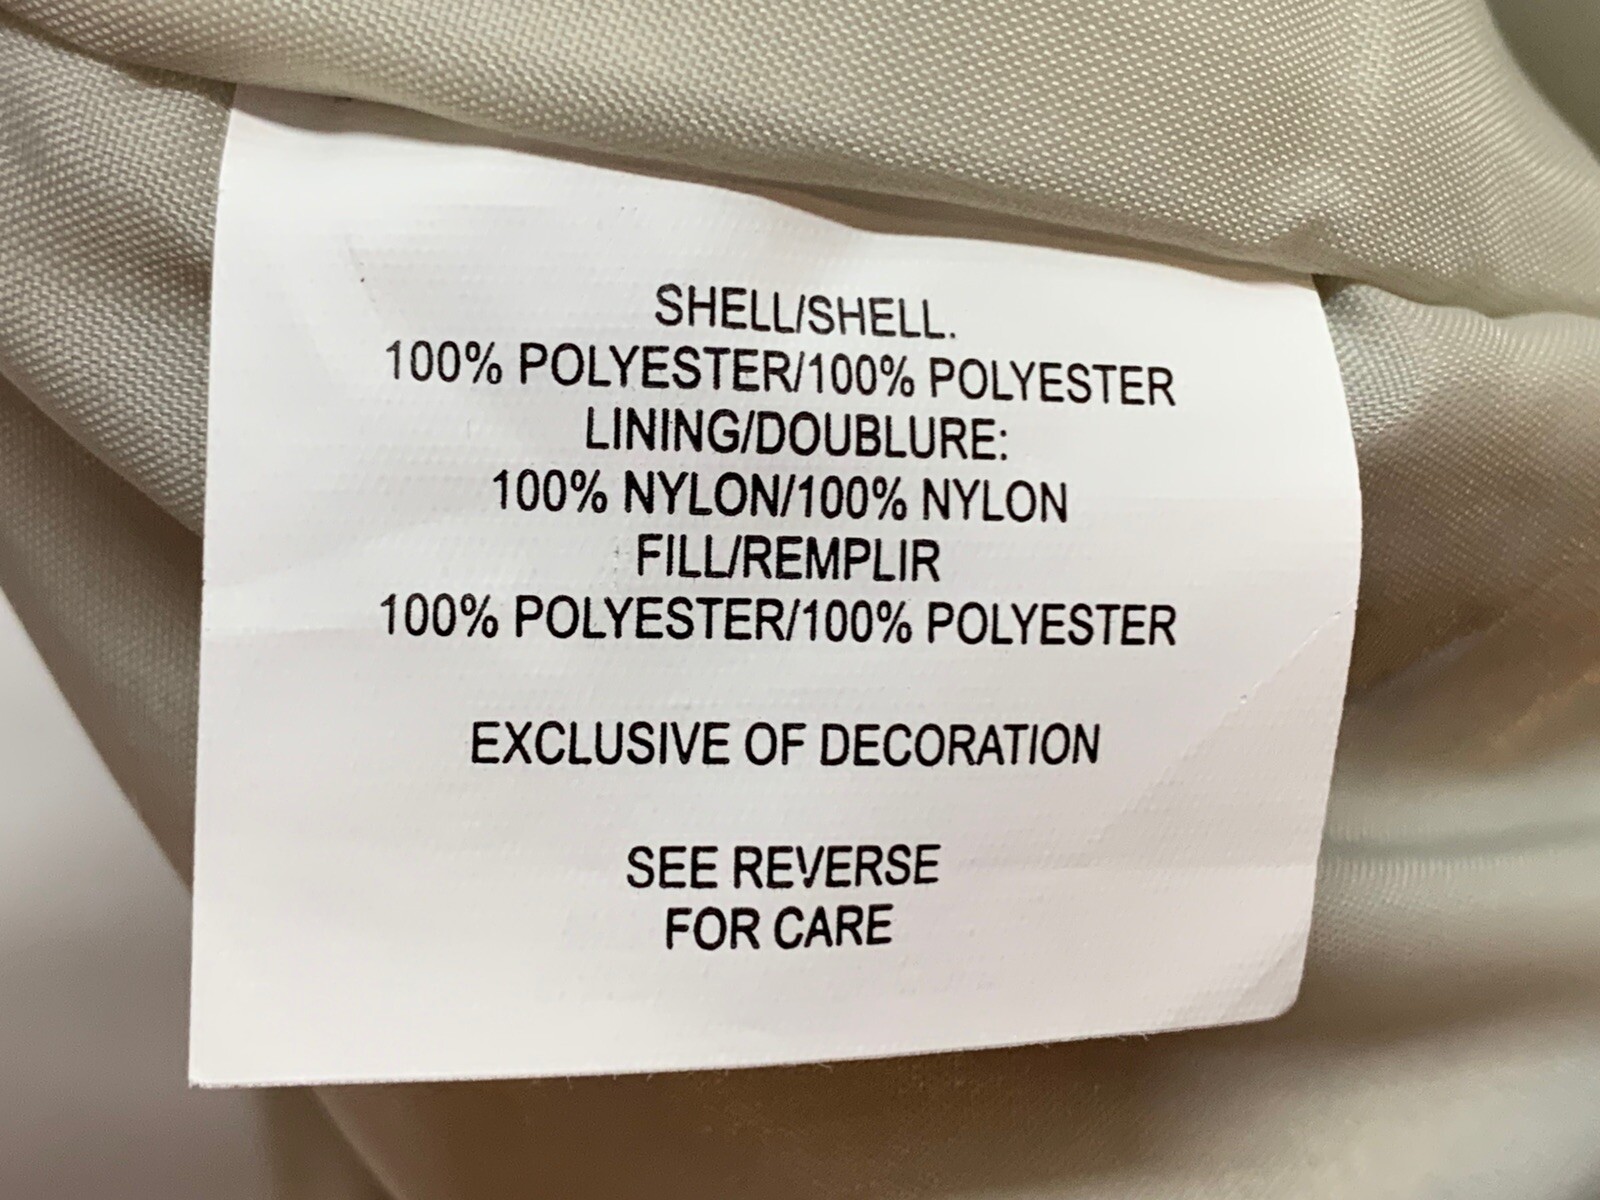 SHELL/SHELL.
100% POLYESTER/100% POLYESTER
LINING/DOUBLURE:
100% NYLON/100% NYLON
FILL/REMPLIR
100% POLYESTER/100% POLYESTER
EXCLUSIVE OF DECORATION
SEE REVERSE
FOR CARE